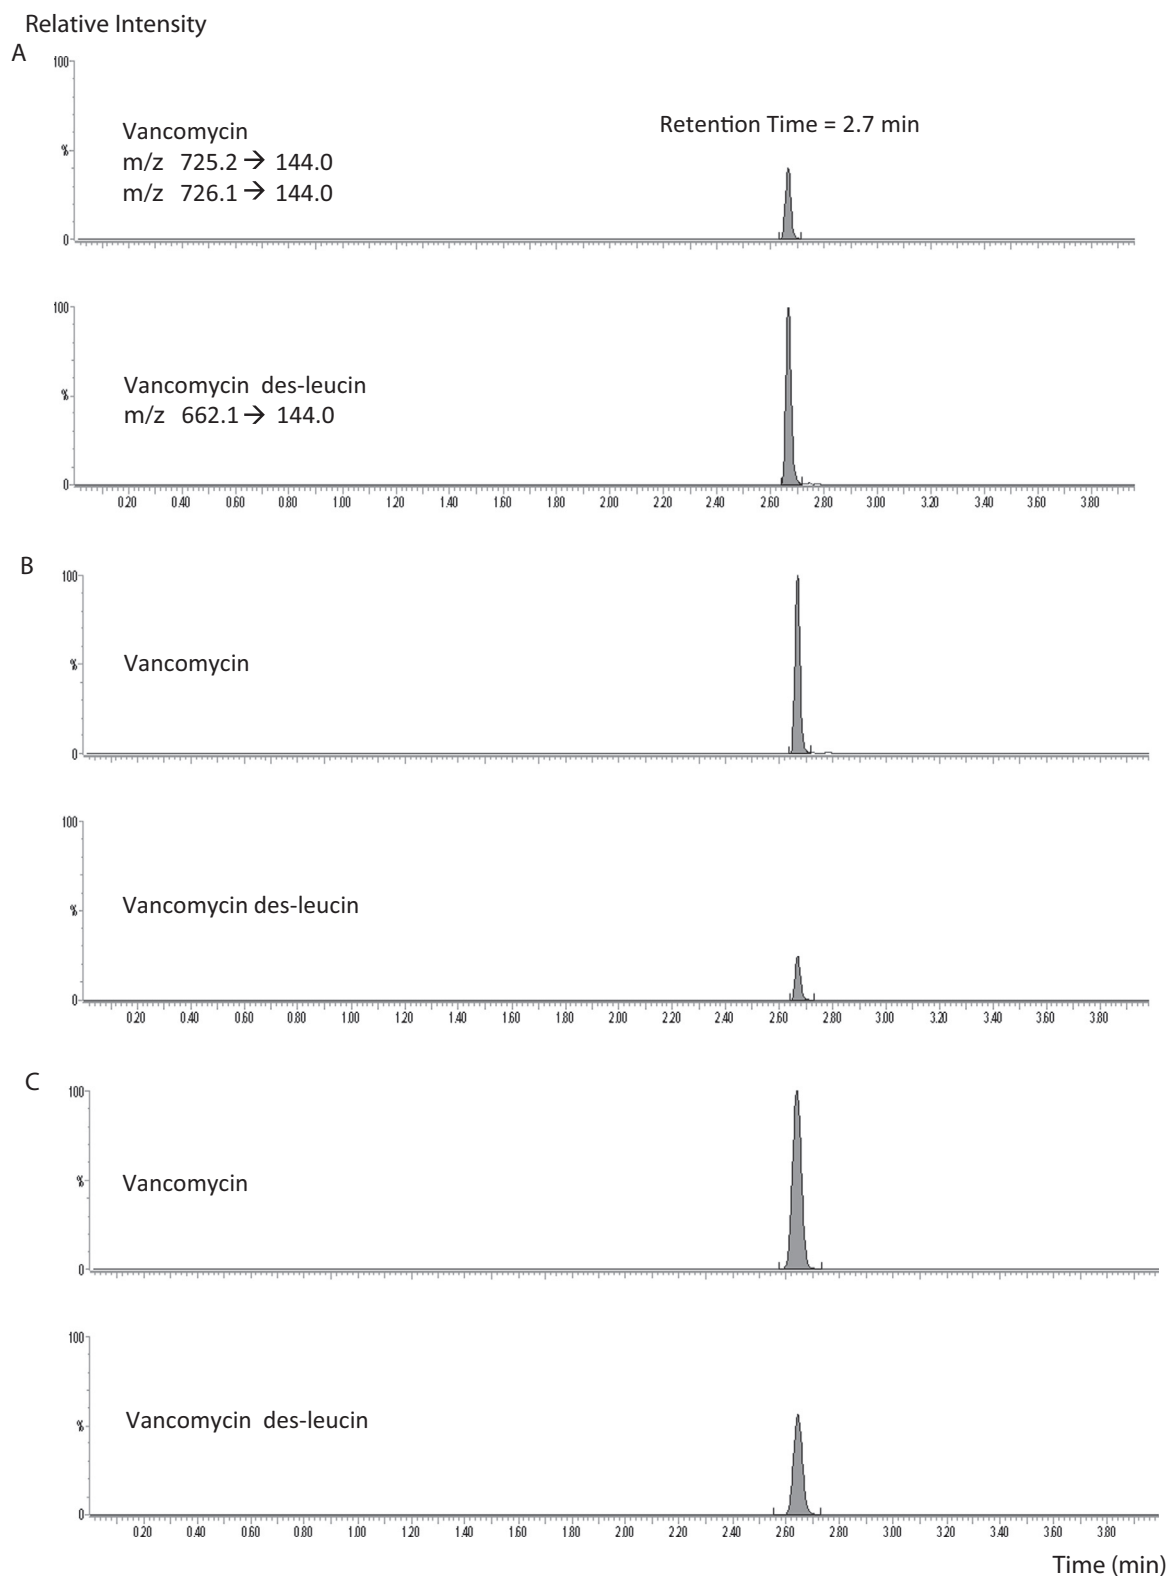 Relative Intensity
A
100
Vancomycin
Retention Time = 2.7 min
%
m/z 725.2 → 144.0
m/z 726.1 → 144.0
0
100
Vancomycin des-leucin
%
m/z 662.1 → 144.0
0
0.20 0.40 0.60 0.80 1.00 1.20 1.40 1.60 1.80 2.00 2.20 2.40 2.60 2.80 3.00 3.20 3.40 3.60 3.80
B
100
Vancomycin
%
0
100
Vancomycin des-leucin
%
0
0.20 0.40 0.60 0.80 1.00 1.20 1.40 1.60 1.80 2.00 2.20 2.40 2.60 2.80 3.00 3.20 3.40 3.60 3.80
C
100
Vancomycin
%
0
100
Vancomycin des-leucin
%
0
0.20 0.40 0.60 0.80 1.00 1.20 1.40 1.60 1.80 2.00 2.20 2.40 2.60 2.80 3.00 3.20 3.40 3.60 3.80
Time (min)